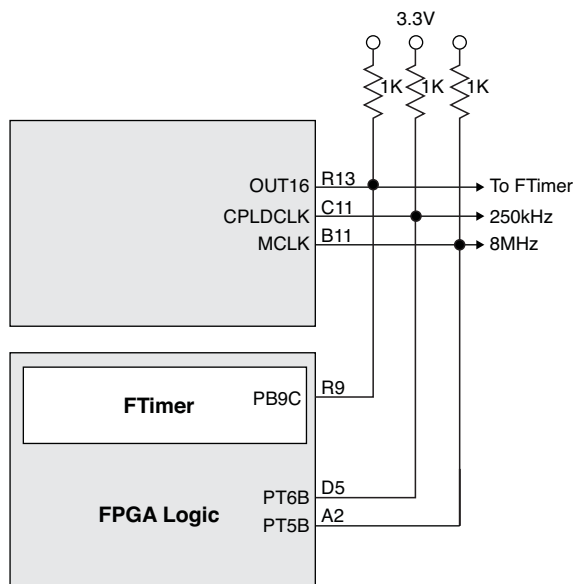 3.3V
1K 1K 1K
OUT16 R13 To FTimer
CPLDCLK C11 250kHz
MCLK B11 8MHz
FTimer PB9C R9
PT6B D5
FPGA Logic
PT5B A2